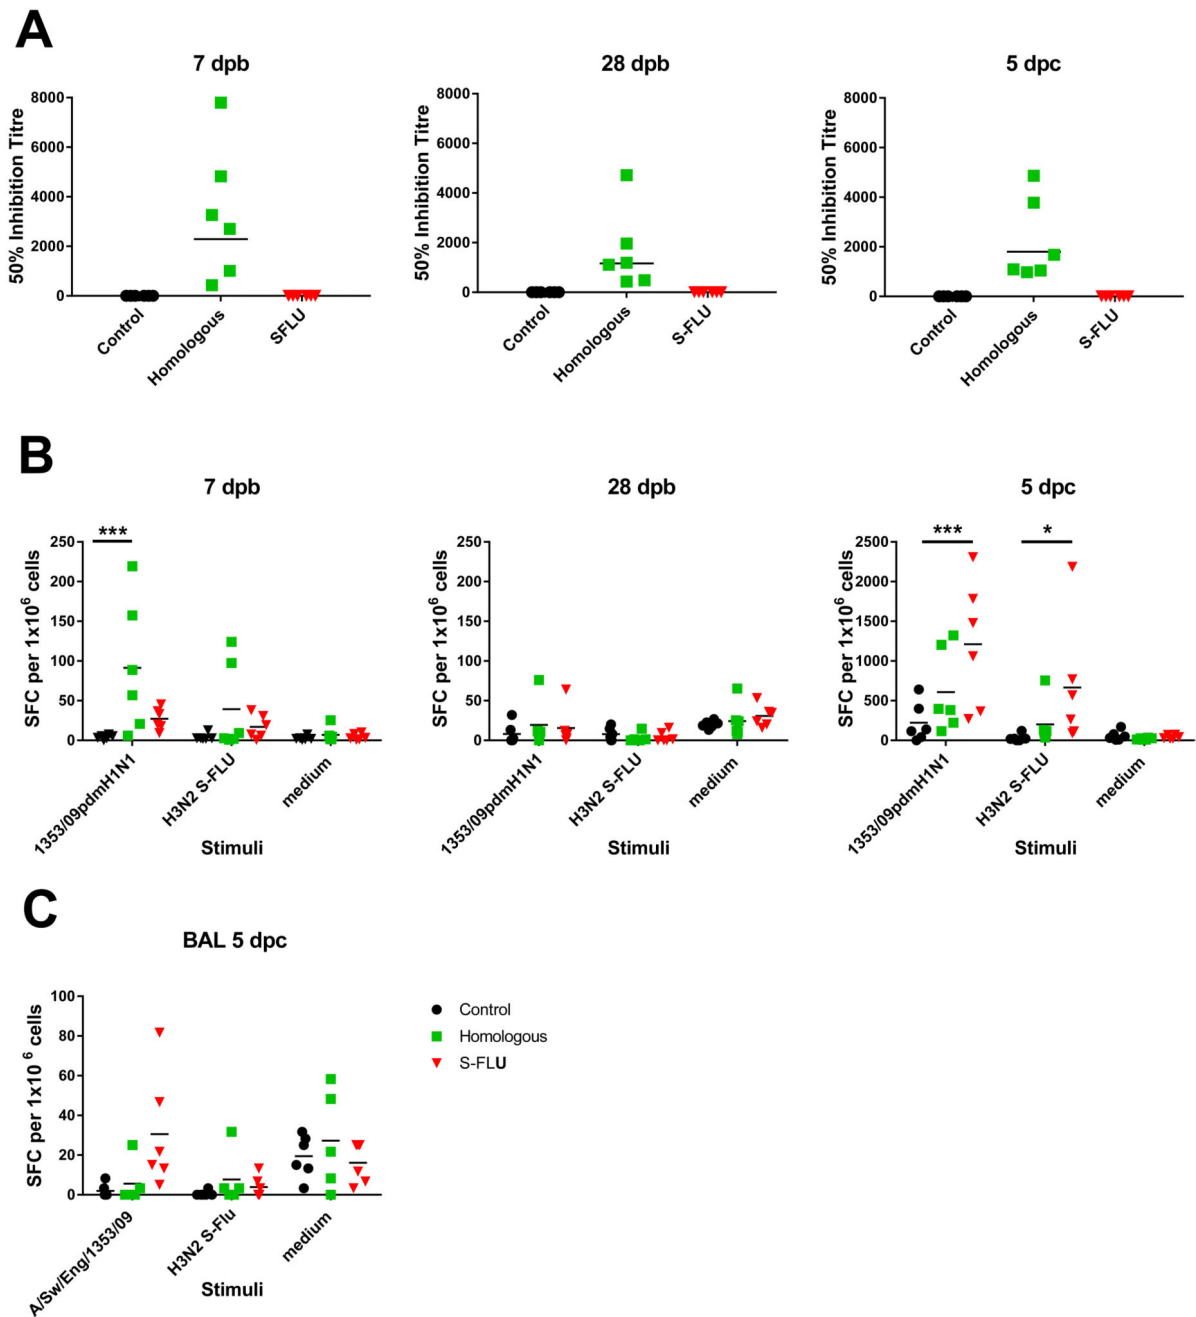 A
7 dpb
28 dpb
5 dpc
50% Inhibition Titre
8000
6000
4000
2000
0
Control
Homologous
SFLU
50% Inhibition Titre
8000
6000
4000
2000
0
Control
Homologous
S-FLU
50% Inhibition Titre
8000
6000
4000
2000
0
Control
Homologous
S-FLU
B
7 dpb
28 dpb
5 dpc
SFC per 1x10⁶ cells
250
200
150
100
50
0
***
1353/09pdmH1N1
H3N2 S-FLU
medium
Stimuli
SFC per 1x10⁶ cells
250
200
150
100
50
0
1353/09pdmH1N1
H3N2 S-FLU
medium
Stimuli
SFC per 1x10⁶ cells
2500
2000
1500
1000
500
0
***
*
1353/09pdmH1N1
H3N2 S-FLU
medium
Stimuli
C
BAL 5 dpc
SFC per 1x10⁶ cells
100
80
60
40
20
0
A/Sw/Eng/1353/09
H3N2 S-Flu
medium
Stimuli
Control
Homologous
S-FLU